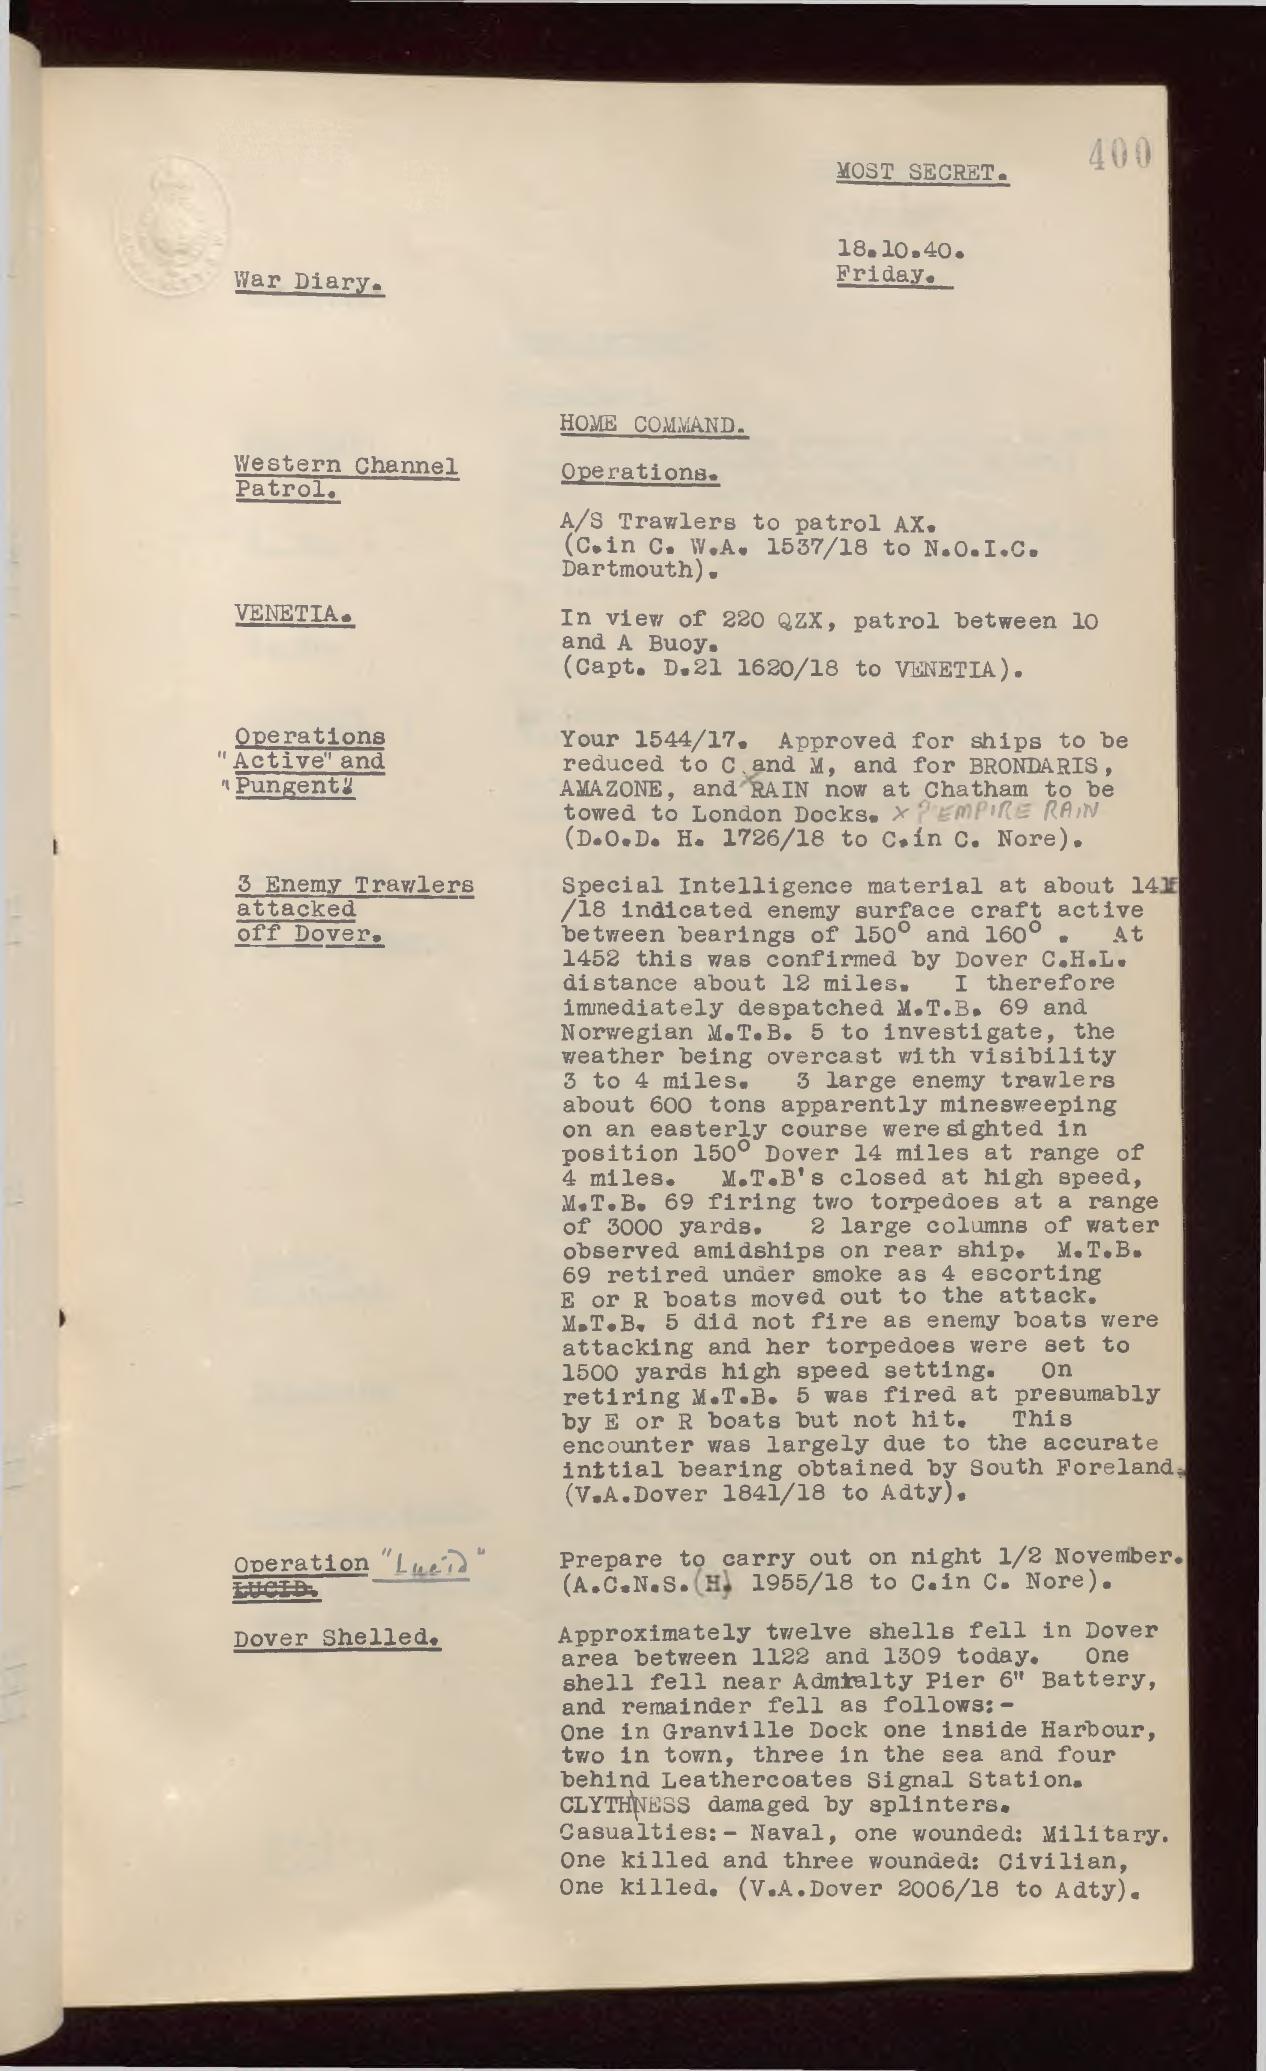 400
MOST SECRET.
18.10.40.
Friday.
War Diary.
HOME COMMAND.
Western Channel
Patrol.
Operations.
A/S Trawlers to patrol AX.
(C.in C. W.A. 1537/18 to N.O.I.C.
Dartmouth).
VENETIA.
In view of 220 QZX, patrol between 10
and A Buoy.
(Capt. D.21 1620/18 to VENETIA).
Operations
"Active" and
"Pungent"
Your 1544/17. Approved for ships to be
reduced to C and M, and for BRONDARIS,
AMAZONE, and xRAIN now at Chatham to be
towed to London Docks. x ? EMPIRE RAIN
(D.O.D. H. 1726/18 to C.in C. Nore).
3 Enemy Trawlers
attacked
off Dover.
Special Intelligence material at about
/18 indicated enemy surface craft active
between bearings of 150° and 160° . At
1452 this was confirmed by Dover C.H.L.
distance about 12 miles. I therefore
immediately despatched M.T.B. 69 and
Norwegian M.T.B. 5 to investigate, the
weather being overcast with visibility
3 to 4 miles. 3 large enemy trawlers
about 600 tons apparently minesweeping
on an easterly course were sighted in
position 150° Dover 14 miles at range of
4 miles. M.T.B's closed at high speed,
M.T.B. 69 firing two torpedoes at a range
of 3000 yards. 2 large columns of water
observed amidships on rear ship. M.T.B.
69 retired under smoke as 4 escorting
E or R boats moved out to the attack.
M.T.B. 5 did not fire as enemy boats were
attacking and her torpedoes were set to
1500 yards high speed setting. On
retiring M.T.B. 5 was fired at presumably
by E or R boats but not hit. This
encounter was largely due to the accurate
inttial bearing obtained by South Foreland.
(V.A.Dover 1841/18 to Adty).
Operation "Lucid"
LUCID.
Prepare to carry out on night 1/2 November.
(A.C.N.S.(H) 1955/18 to C.in C. Nore).
Dover Shelled.
Approximately twelve shells fell in Dover
area between 1122 and 1309 today. One
shell fell near Admiralty Pier 6" Battery,
and remainder fell as follows:-
One in Granville Dock one inside Harbour,
two in town, three in the sea and four
behind Leathercoates Signal Station.
CLYTHNESS damaged by splinters.
Casualties:- Naval, one wounded: Military.
One killed and three wounded: Civilian,
One killed. (V.A.Dover 2006/18 to Adty).